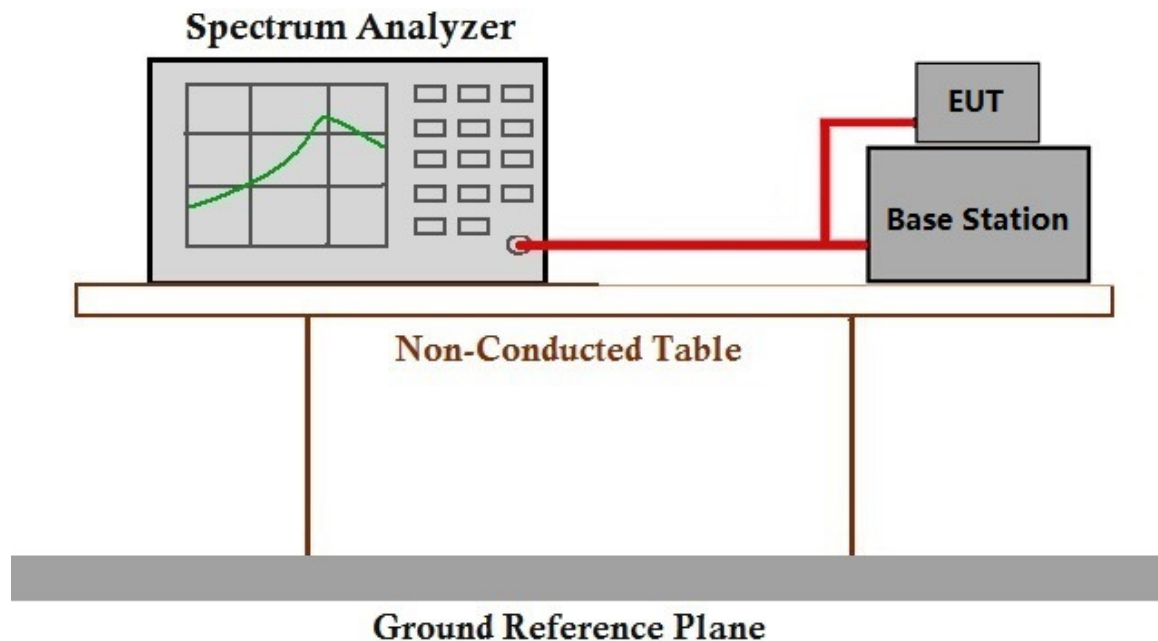 Spectrum Analyzer
EUT
Base Station
Non-Conducted Table
Ground Reference Plane